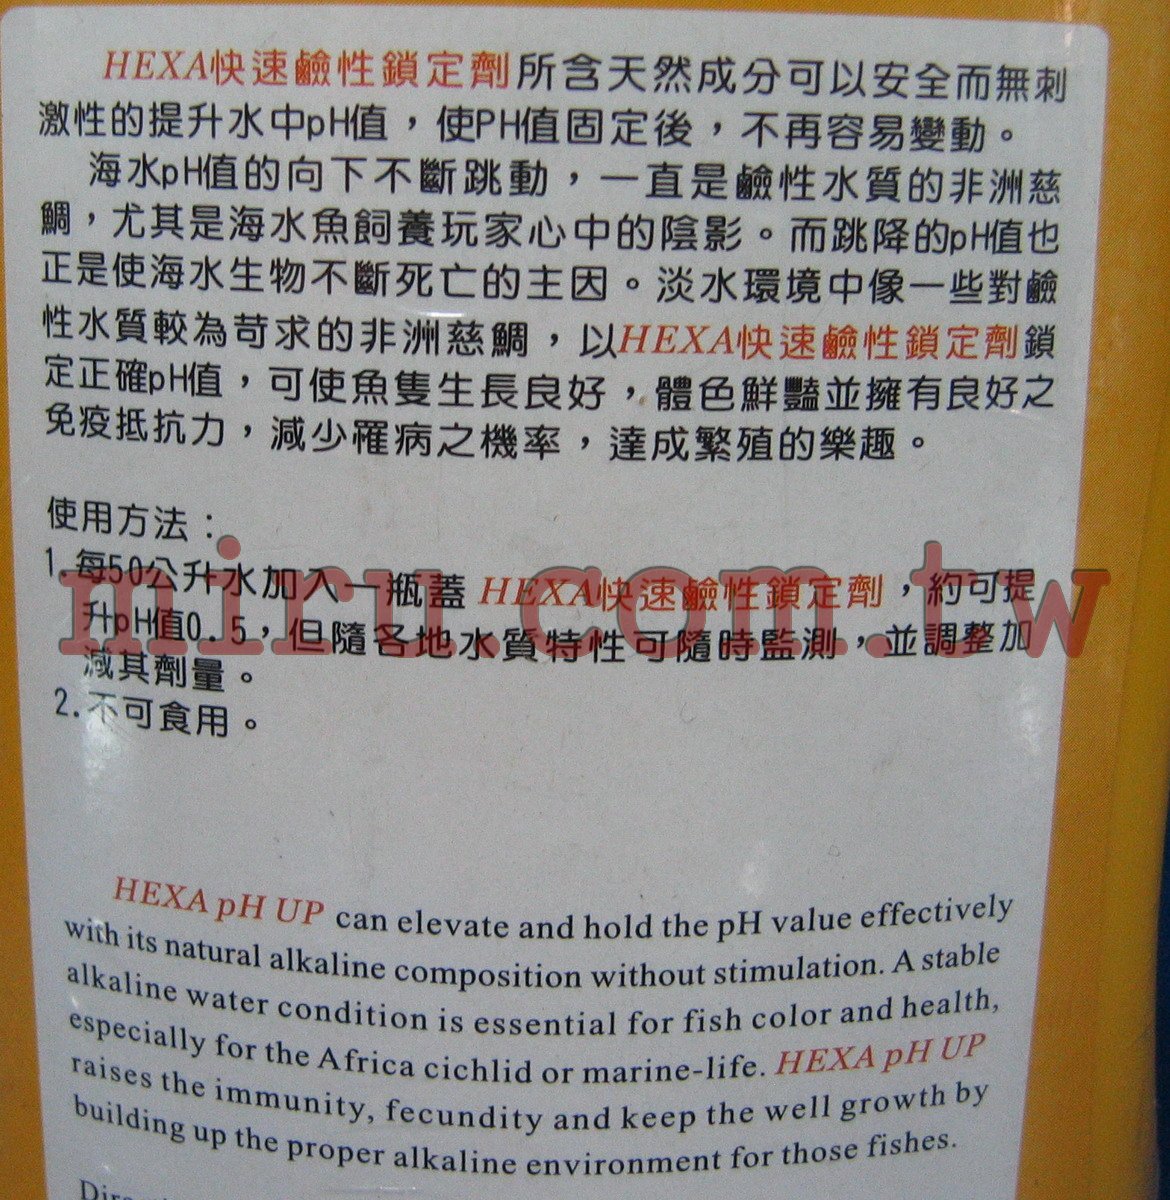 HEXA快速鹼性鎖定劑所含天然成分可以安全而無刺
激性的提升水中pH值，使PH值固定後，不再容易變動。
海水pH值的向下不斷跳動，一直是鹼性水質的非洲慈
鯛，尤其是海水魚飼養玩家心中的陰影。而跳降的pH值也
正是使海水生物不斷死亡的主因。淡水環境中像一些對鹼
性水質較為苛求的非洲慈鯛，以HEXA快速鹼性鎖定劑鎖
定正確pH值，可使魚隻生長良好，體色鮮豔並擁有良好之
免疫抵抗力，減少罹病之機率，達成繁殖的樂趣。
使用方法：
1.每50公升水加入一瓶蓋 HEXA快速鹼性鎖定劑，約可提
升pH值0.5，但隨各地水質特性可隨時監測，並調整加
減其劑量。
2.不可食用。
miru.com.tw
HEXA pH UP can elevate and hold the pH value effectively
with its natural alkaline composition without stimulation. A stable
alkaline water condition is essential for fish color and health,
especially for the Africa cichlid or marine-life. HEXA pH UP
raises the immunity, fecundity and keep the well growth by
building up the proper alkaline environment for those fishes.